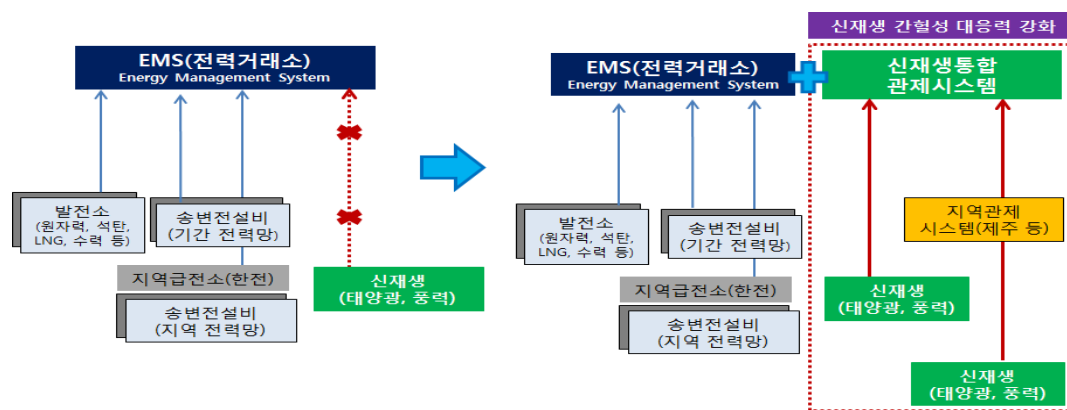 EMS(전력거래소)
Energy Management System
발전소
(원자력, 석탄,
LNG, 수력 등)
송변전설비
(기간 전력망)
지역급전소(한전)
송변전설비
(지역 전력망)
신재생
(태양광, 풍력)
신재생 간헐성 대응력 강화
EMS(전력거래소)
Energy Management System
신재생통합
관제시스템
발전소
(원자력, 석탄,
LNG, 수력 등)
송변전설비
(기간 전력망)
지역급전소(한전)
송변전설비
(지역 전력망)
지역관제
시스템(제주 등)
신재생
(태양광, 풍력)
신재생
(태양광, 풍력)